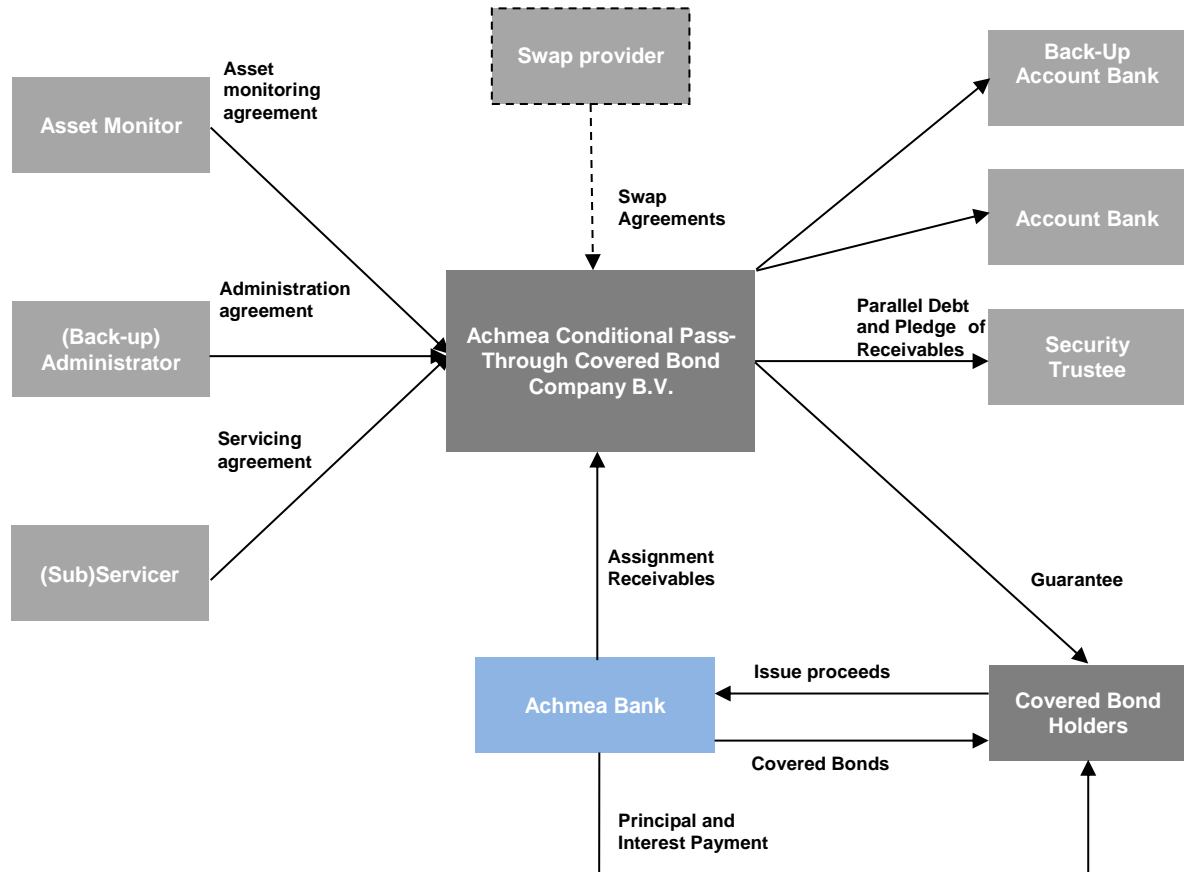 Swap provider
Back-Up
Account Bank
Asset
monitoring
agreement
Asset Monitor
Swap
Agreements
Account Bank
Administration
agreement
(Back-up)
Administrator
Achmea Conditional Pass-
Through Covered Bond
Company B.V.
Parallel Debt
and Pledge of
Receivables
Security
Trustee
Servicing
agreement
(Sub)Servicer
Assignment
Receivables
Guarantee
Achmea Bank
Issue proceeds
Covered Bonds
Covered Bond
Holders
Principal and
Interest Payment